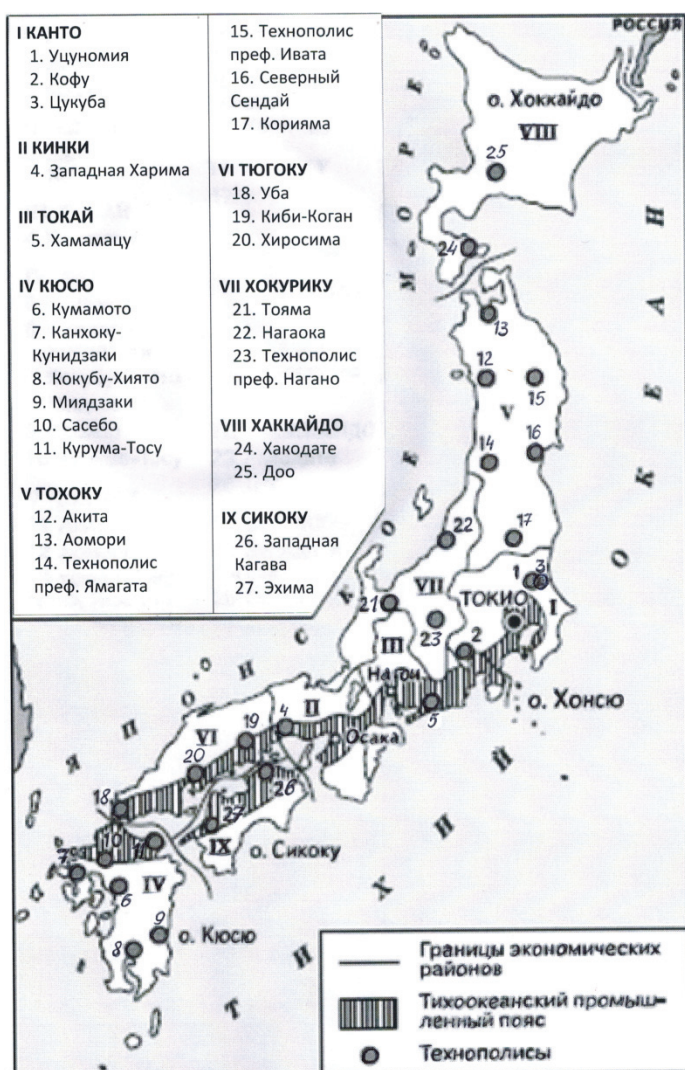 I КАНТО
1. Уцуномия
2. Кофу
3. Цукуба
II КИНКИ
4. Западная Харима
III ТОКАЙ
5. Хамамацу
IV КЮСЮ
6. Кумамото
7. Канхоку-
Кунидзаки
8. Кокубу-Хиято
9. Миядзаки
10. Сасебо
11. Курума-Тосу
V ТОХОКУ
12. Акита
13. Аомори
14. Технополис
преф. Ямагата
15. Технополис
преф. Ивата
16. Северный
Сендай
17. Корияма
VI ТЮГОКУ
18. Уба
19. Киби-Коган
20. Хиросима
VII ХОКУРИКУ
21. Тояма
22. Нагаока
23. Технополис
преф. Нагано
VIII ХАККАЙДО
24. Хакодате
25. Доо
IX СИКОКУ
26. Западная
Кагава
27. Эхима
РОССИЯ
о. Хоккайдо
VIII
25
24
13
12
15
V
14
16
22
17
1
3
VII
ТОКИО
I
21
23
2
III
о. Хонсю
5
II
4
Осака
19
VI
20
26
18
27
IX
о. Сикоку
10
7
IV
6
9
о. Кюсю
8
ЯПОНСКОЕ МОРЕ
ТИХИЙ ОКЕАН
Границы экономических
районов
Тихоокеанский промыш-
ленный пояс
Технополисы